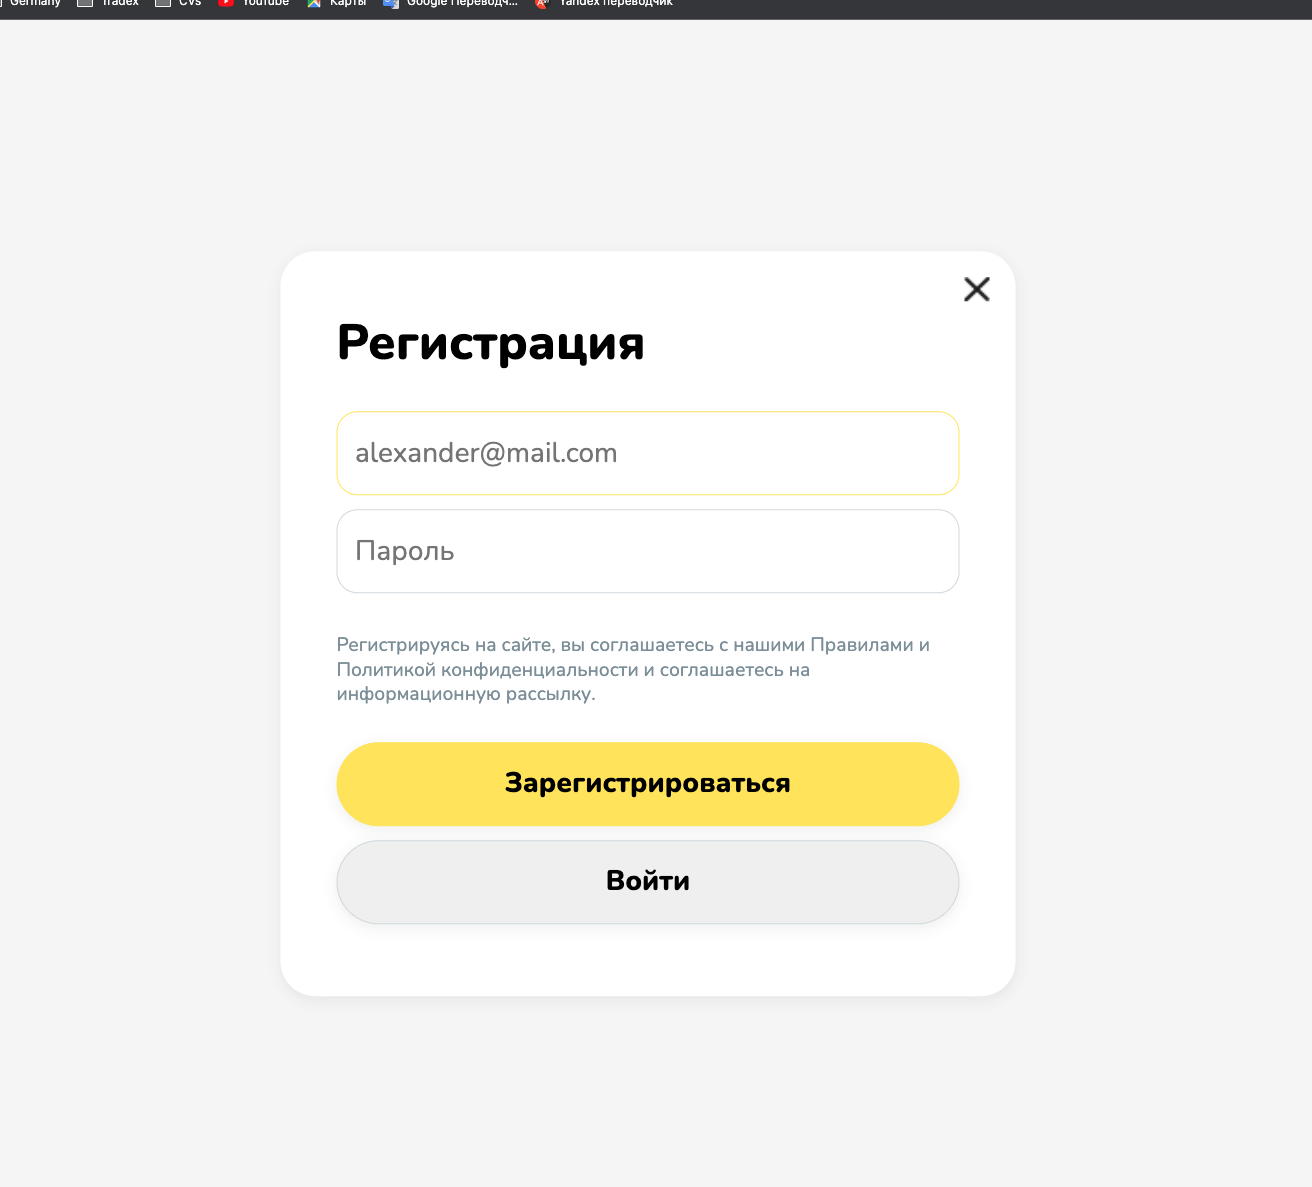 Germany Tradex CVs YouTube Карты Google Переводч... Yandex переводчик
Регистрация
alexander@mail.com
Пароль
Регистрируясь на сайте, вы соглашаетесь с нашими Правилами и
Политикой конфиденциальности и соглашаетесь на
информационную рассылку.
Зарегистрироваться
Войти